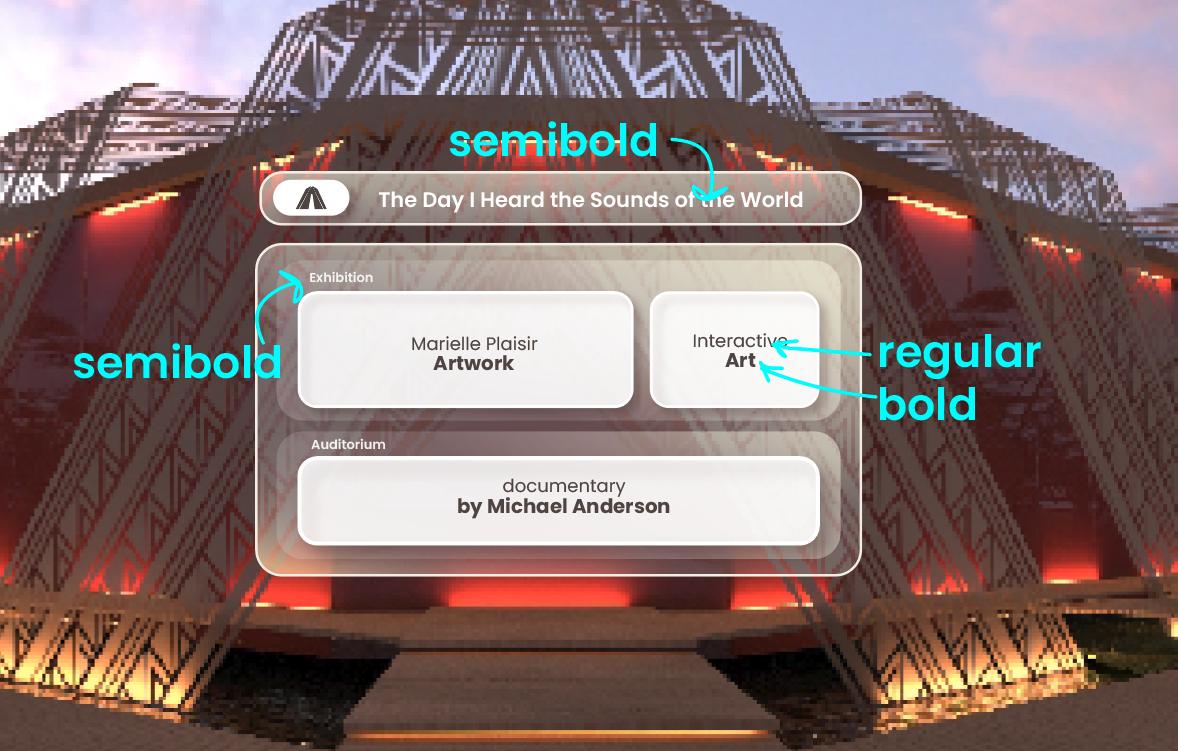 semibold
The Day I Heard the Sounds of the World
Exhibition
Marielle Plaisir
Artwork
Interactive
Art
semibold
regular
bold
Auditorium
documentary
by Michael Anderson